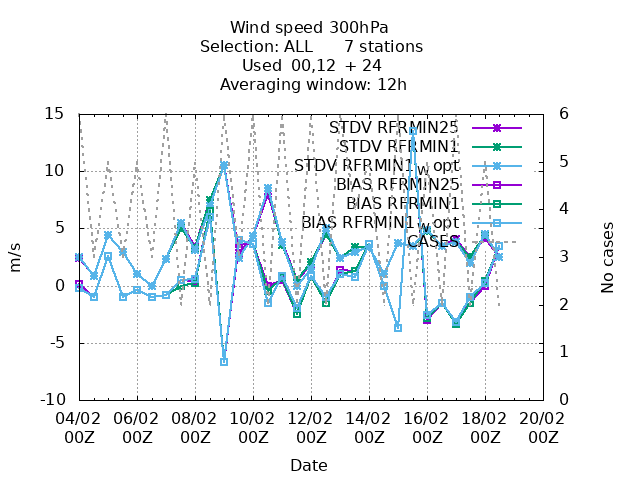 Wind speed 300hPa
Selection: ALL 7 stations
Used 00,12 + 24
Averaging window: 12h
15
10
5
0
-5
-10
m/s
6
5
4
3
2
1
0
No cases
STDV RFRMIN25
STDV RFRMIN1
STDV RFRMIN1_w_opt
BIAS RFRMIN25
BIAS RFRMIN1
BIAS RFRMIN1_w_opt
CASES
04/02 06/02 08/02 10/02 12/02 14/02 16/02 18/02 20/02
00Z 00Z 00Z 00Z 00Z 00Z 00Z 00Z 00Z
Date